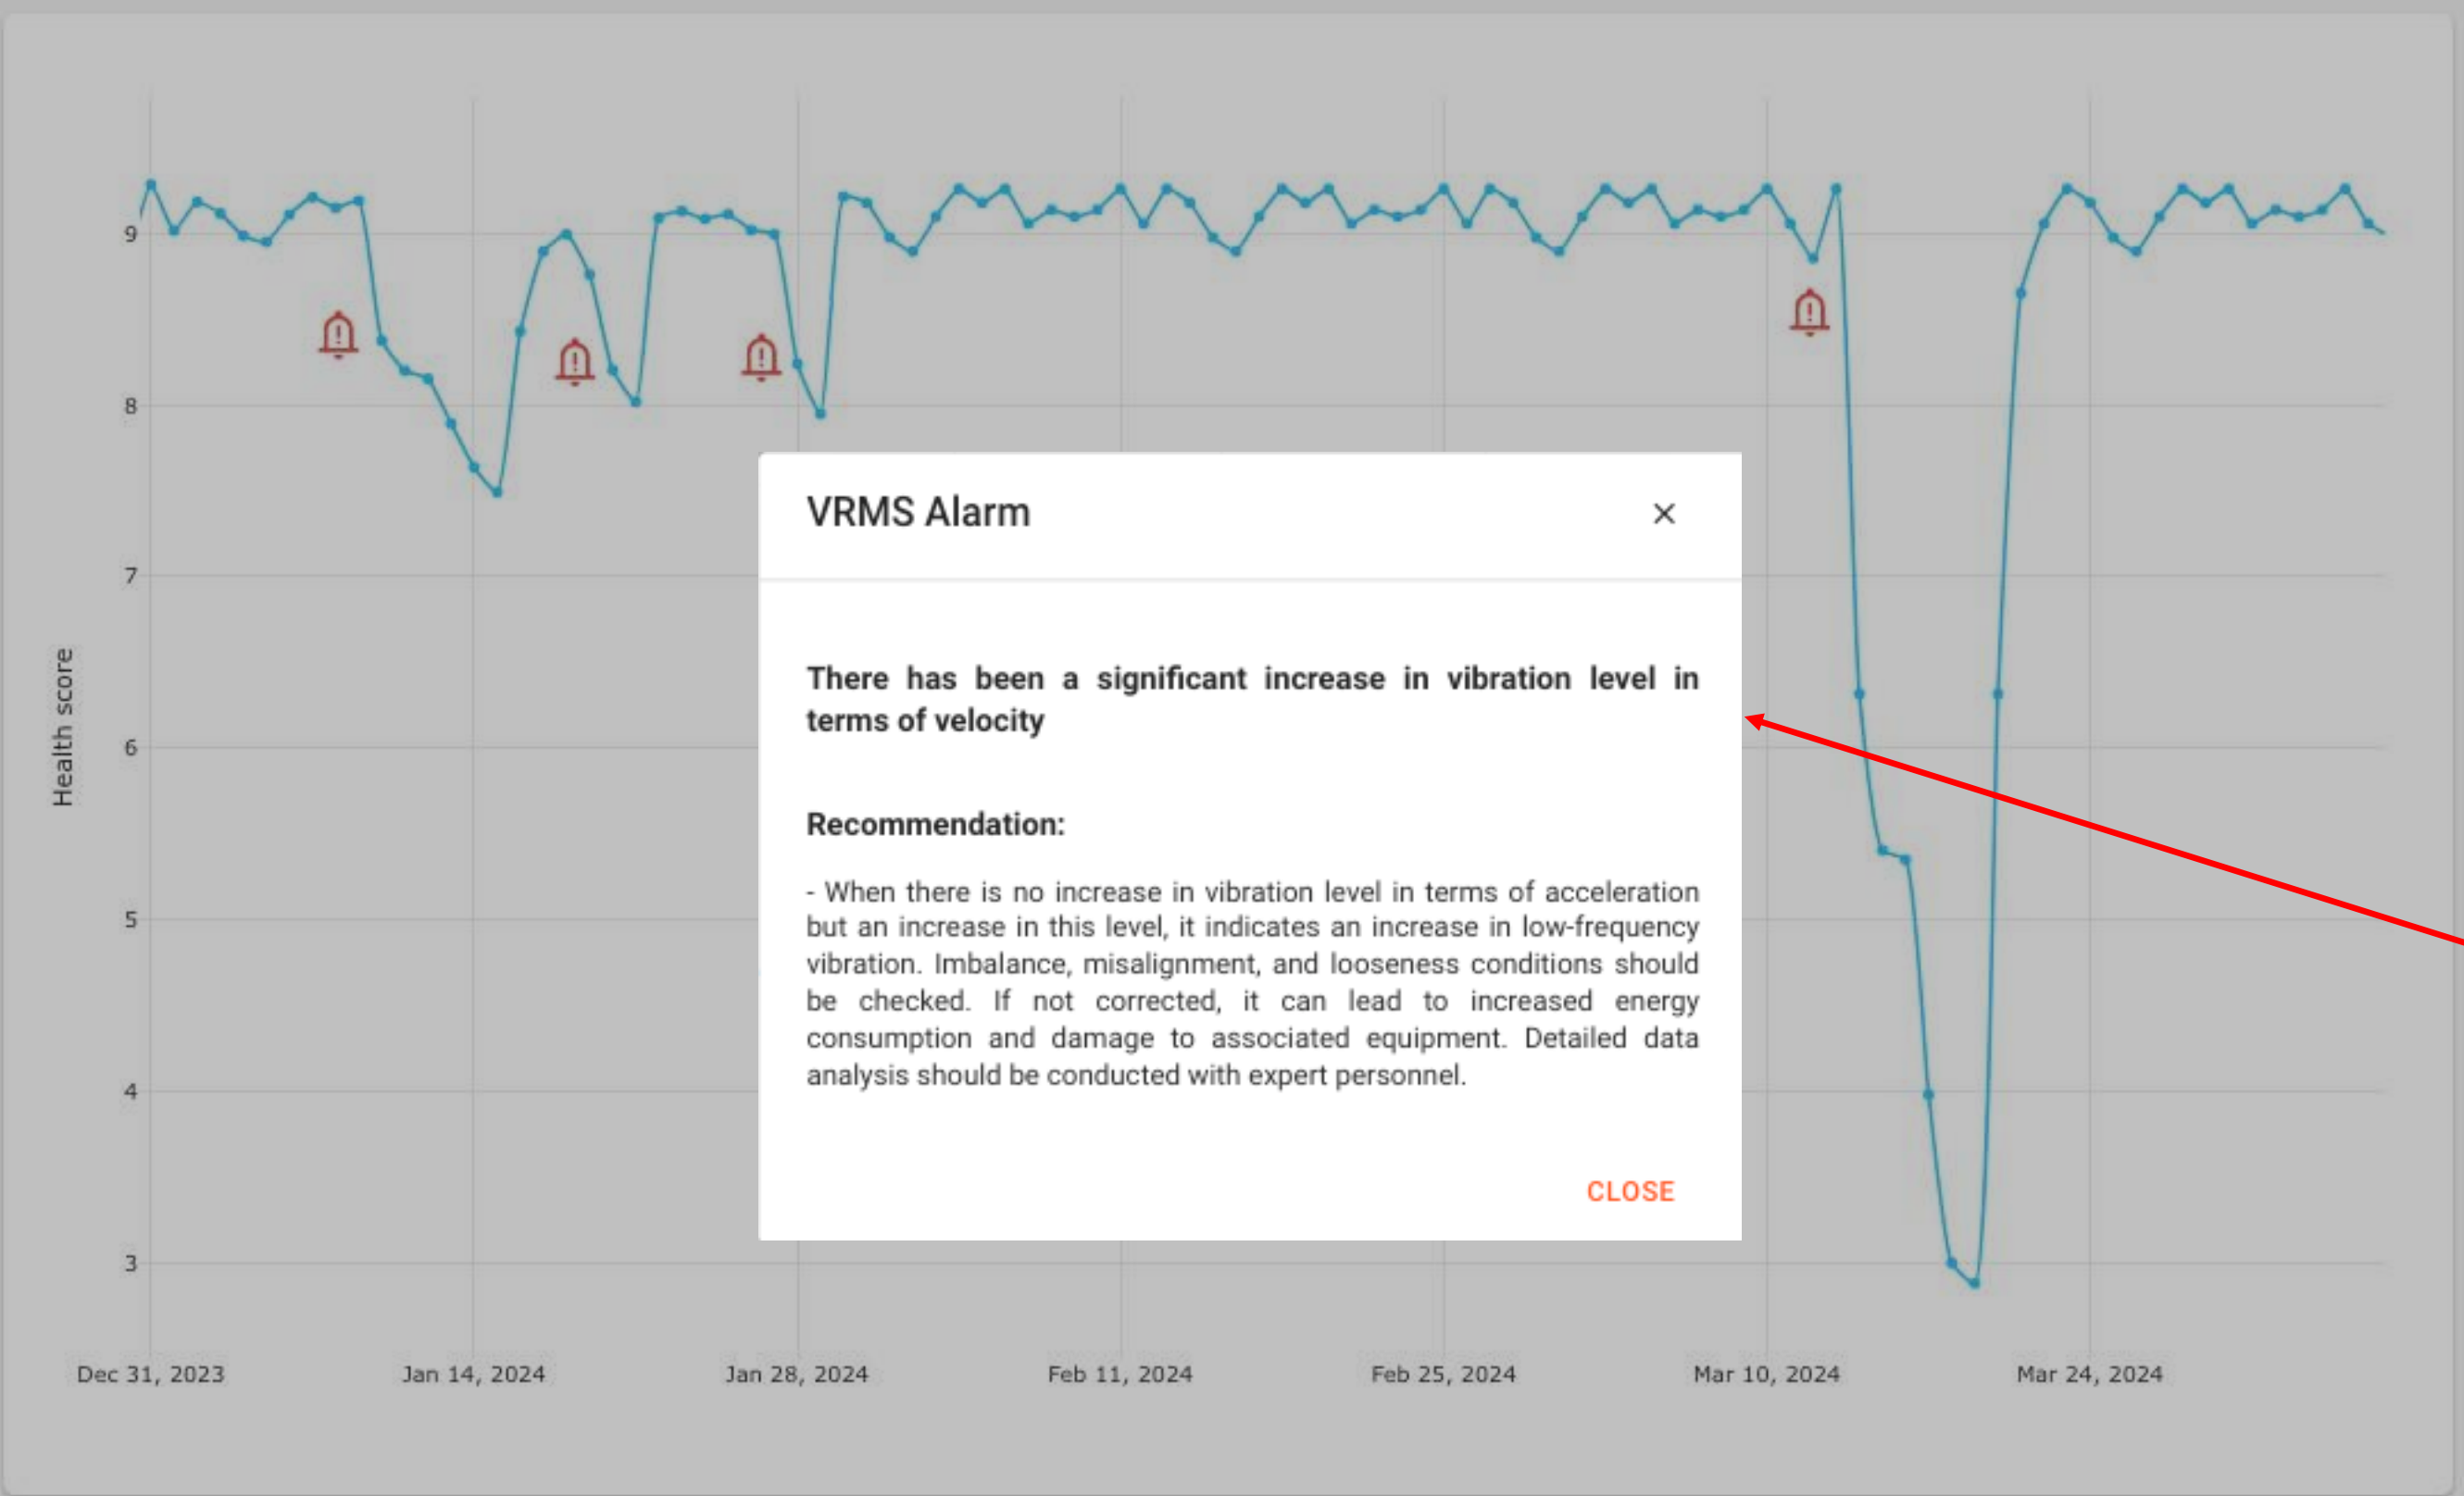 9
8
7
6
5
4
3
Health score
VRMS Alarm
×
There has been a significant increase in vibration level in
terms of velocity
Recommendation:
- When there is no increase in vibration level in terms of acceleration
but an increase in this level, it indicates an increase in low-frequency
vibration. Imbalance, misalignment, and looseness conditions should
be checked. If not corrected, it can lead to increased energy
consumption and damage to associated equipment. Detailed data
analysis should be conducted with expert personnel.
CLOSE
Dec 31, 2023 Jan 14, 2024 Jan 28, 2024 Feb 11, 2024 Feb 25, 2024 Mar 10, 2024 Mar 24, 2024